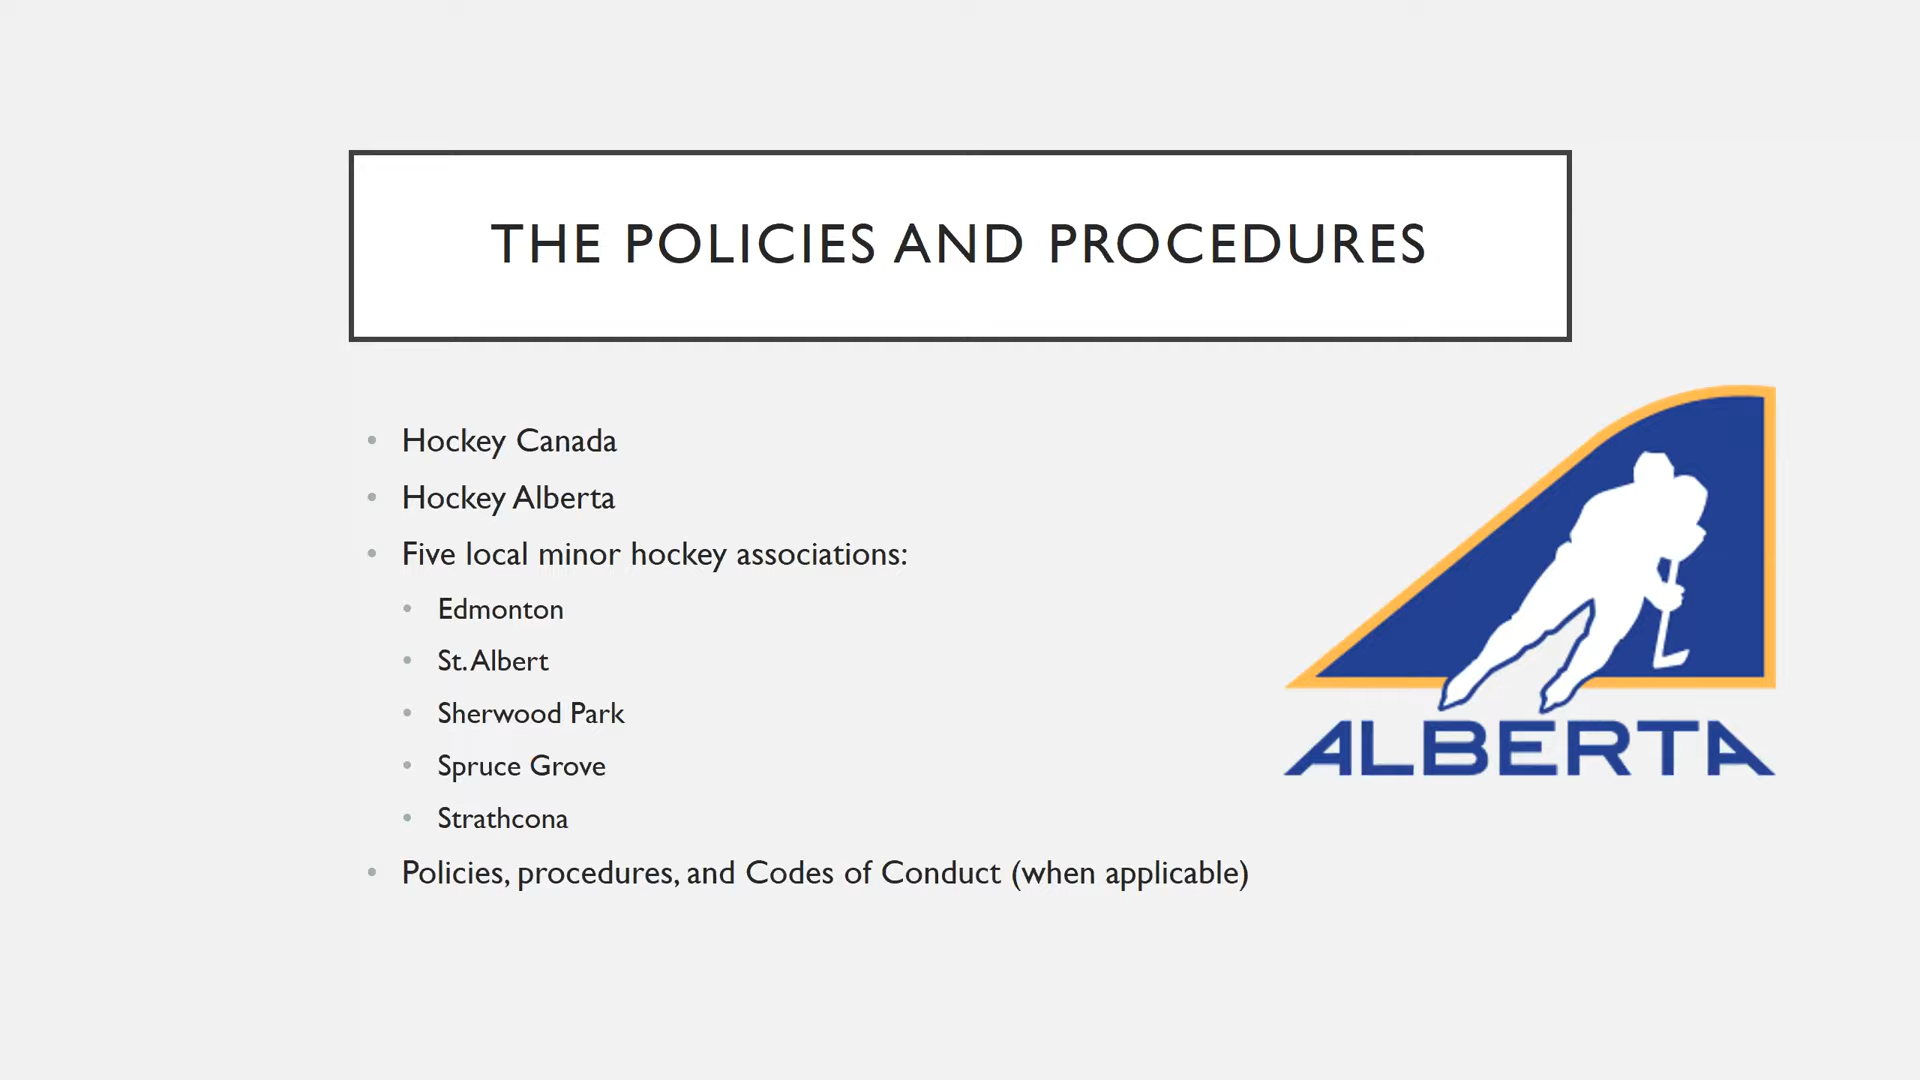 THE POLICIES AND PROCEDURES
• Hockey Canada
• Hockey Alberta
• Five local minor hockey associations:
• Edmonton
• St. Albert
• Sherwood Park
• Spruce Grove
• Strathcona
• Policies, procedures, and Codes of Conduct (when applicable)
ALBERTA